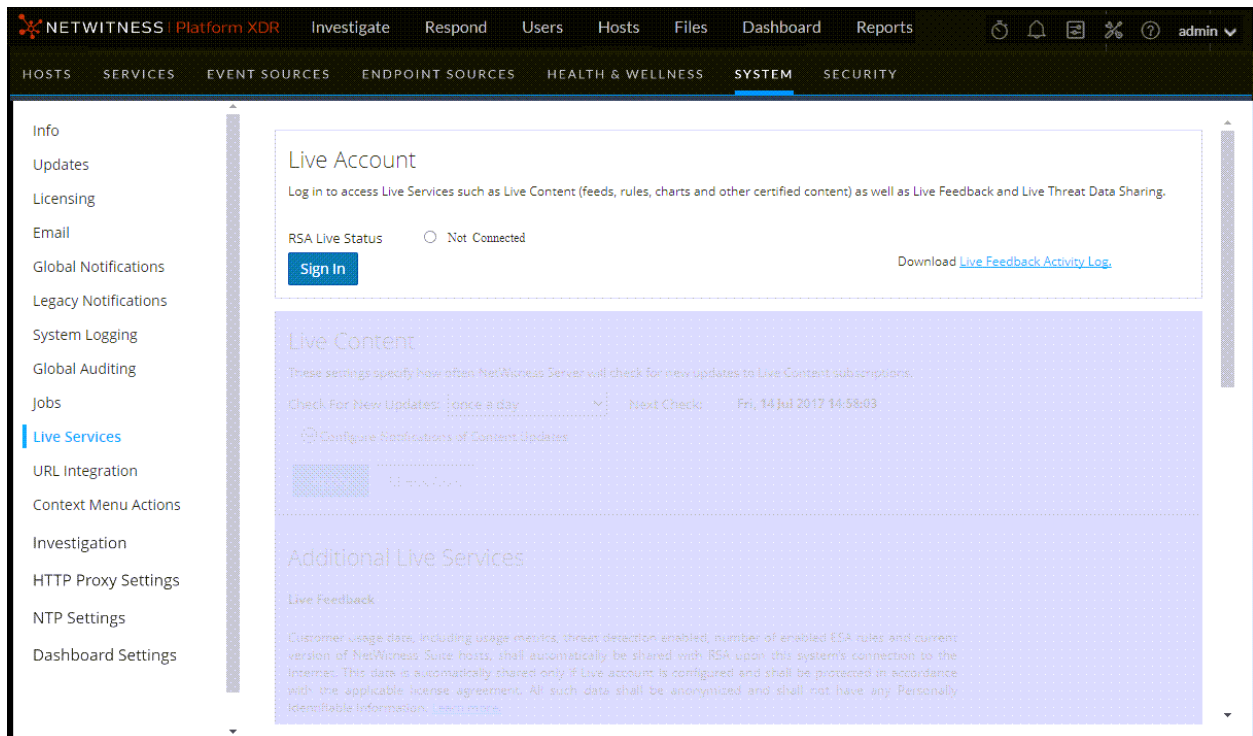 NETWITNESS Platform XDR Investigate Respond Users Hosts Files Dashboard Reports admin
HOSTS SERVICES EVENT SOURCES ENDPOINT SOURCES HEALTH & WELLNESS SYSTEM SECURITY
Info
Updates
Licensing
Email
Global Notifications
Legacy Notifications
System Logging
Global Auditing
Jobs
Live Services
URL Integration
Context Menu Actions
Investigation
HTTP Proxy Settings
NTP Settings
Dashboard Settings
Live Account
Log in to access Live Services such as Live Content (feeds, rules, charts and other certified content) as well as Live Feedback and Live Threat Data Sharing.
RSA Live Status Not Connected
Sign In
Download Live Feedback Activity Log.
Live Content
These settings specify how often NetWitness Server will check for new updates to Live Content subscriptions.
Check For New Updates: once a day Next Check: Fri, 14 Jul 2017 14:58:03
Configure Notifications of Content Updates
Additional Live Services
Live Feedback
Customer usage data, including usage metrics, threat detection enabled, number of enabled ESA rules and current
version of NetWitness Suite hosts, shall automatically be shared with RSA upon this system's connection to the
Internet. This data is automatically shared only if Live account is configured and shall be protected in accordance
with the applicable license agreement. All such data shall be anonymized and shall not have any Personally
Identifiable Information. Learn more